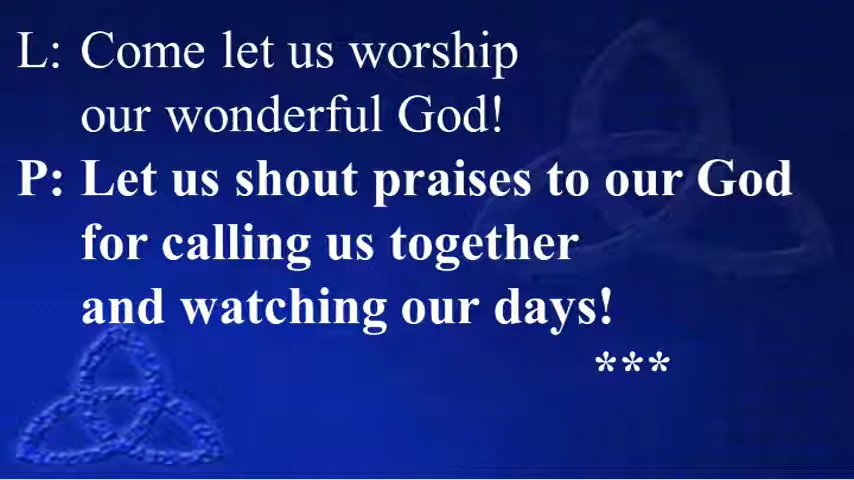 L: Come let us worship
our wonderful God!
P: Let us shout praises to our God
for calling us together
and watching our days!
***